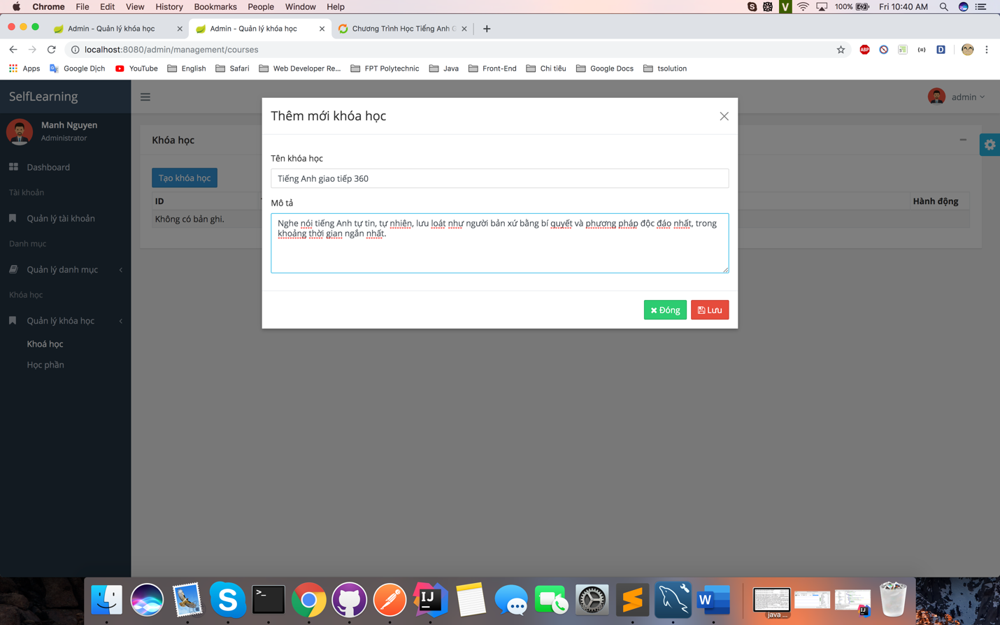 Chrome File Edit View History Bookmarks People Window Help
V 100% Fri 10:40 AM
Admin - Quản lý khóa học
Admin - Quản lý khóa học
Chương Trình Học Tiếng Anh G
localhost:8080/admin/management/courses
ABP
D
Apps Google Dịch YouTube English Safari Web Developer Re... FPT Polytechnic Java Front-End Chi tiêu Google Docs tsolution
SelfLearning
admin
Manh Nguyen
Administrator
Dashboard
Tài khoản
Quản lý tài khoản
Danh mục
Quản lý danh mục
Khóa học
Quản lý khóa học
Khoá học
Học phần
Khóa học
Tạo khóa học
ID
Hành động
Không có bản ghi.
Thêm mới khóa học
Tên khóa học
Tiếng Anh giao tiếp 360
Mô tả
Nghe nói tiếng Anh tự tin, tự nhiên, lưu loát như người bản xứ bằng bí quyết và phương pháp độc đáo nhất, trong
khoảng thời gian ngắn nhất.
Đóng
Lưu
>_
IJ
W
java ...